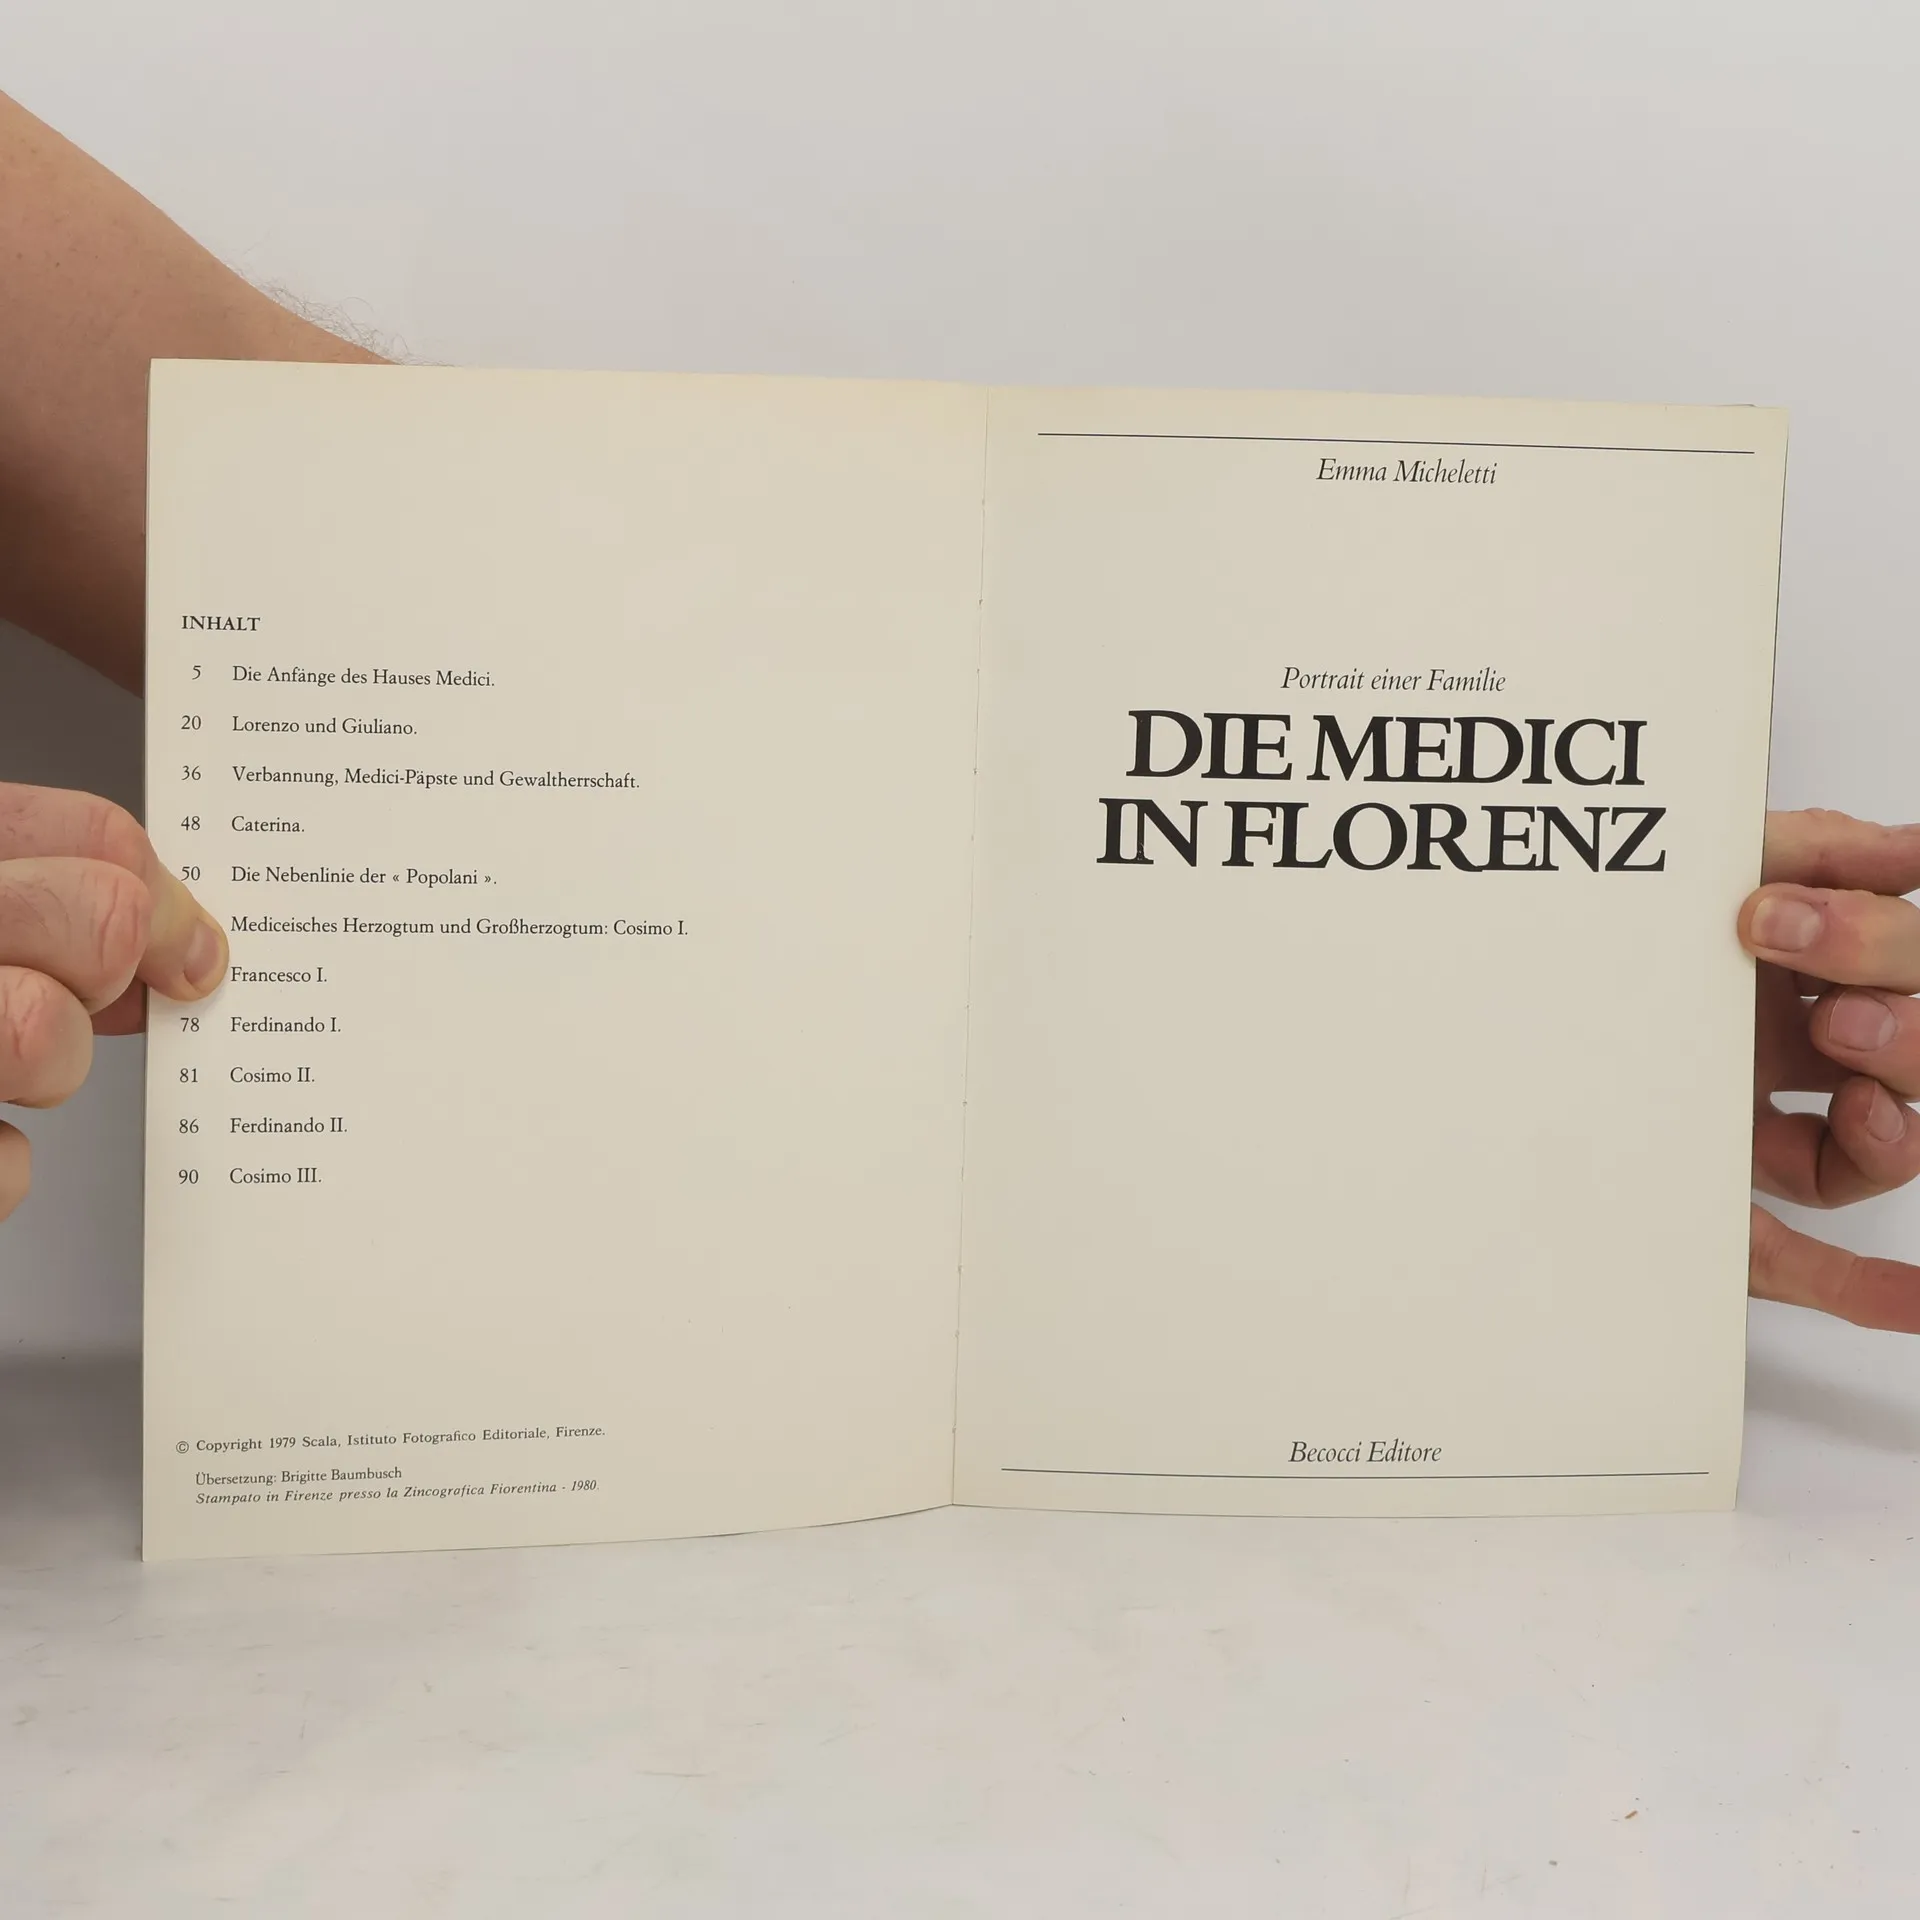 INHALT
5 Die Anfänge des Hauses Medici.
20 Lorenzo und Giuliano.
36 Verbannung, Medici-Päpste und Gewaltherrschaft.
48 Caterina.
50 Die Nebenlinie der « Popolani ».
Mediceisches Herzogtum und Großherzogtum: Cosimo I.
Francesco I.
78 Ferdinando I.
81 Cosimo II.
86 Ferdinando II.
90 Cosimo III.
© Copyright 1979 Scala, Istituto Fotografico Editoriale, Firenze.
Übersetzung: Brigitte Baumbusch
Stampato in Firenze presso la Zincografica Fiorentina - 1980.
Emma Micheletti
Portrait einer Familie
DIE MEDICI
IN FLORENZ
Becocci Editore